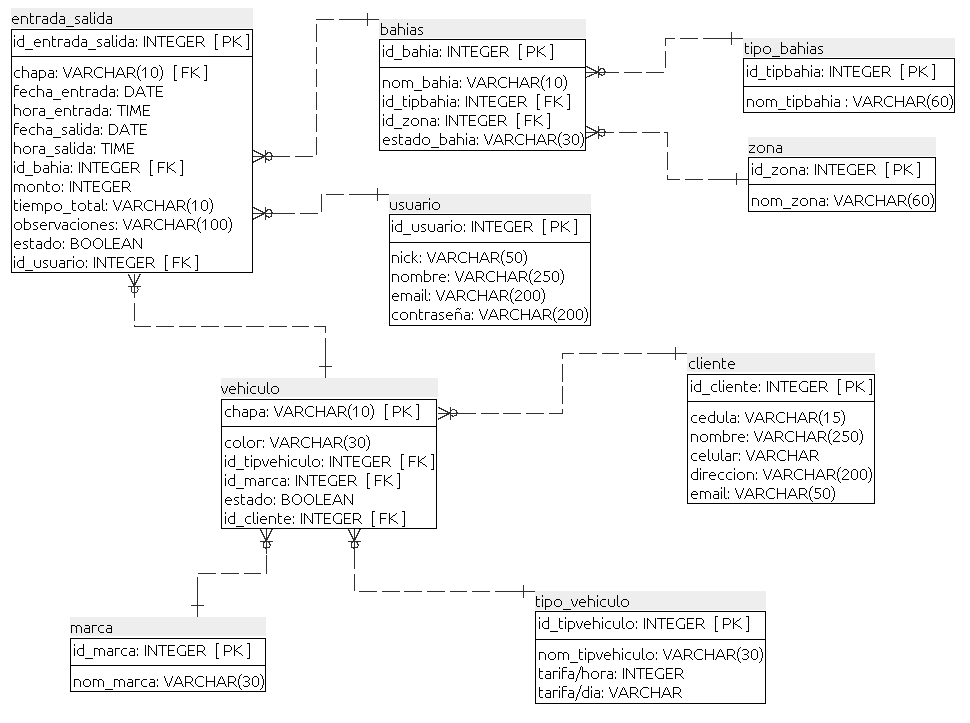 entrada_salida
id_entrada_salida: INTEGER [ PK ]
chapa: VARCHAR(10) [ FK ]
fecha_entrada: DATE
hora_entrada: TIME
fecha_salida: DATE
hora_salida: TIME
id_bahia: INTEGER [ FK ]
monto: INTEGER
tiempo_total: VARCHAR(10)
observaciones: VARCHAR(100)
estado: BOOLEAN
id_usuario: INTEGER [ FK ]
bahias
id_bahia: INTEGER [ PK ]
nom_bahia: VARCHAR(10)
id_tipbahia: INTEGER [ FK ]
id_zona: INTEGER [ FK ]
estado_bahia: VARCHAR(30)
tipo_bahias
id_tipbahia: INTEGER [ PK ]
nom_tipbahia : VARCHAR(60)
zona
id_zona: INTEGER [ PK ]
nom_zona: VARCHAR(60)
usuario
id_usuario: INTEGER [ PK ]
nick: VARCHAR(50)
nombre: VARCHAR(250)
email: VARCHAR(200)
contraseña: VARCHAR(200)
vehiculo
chapa: VARCHAR(10) [ PK ]
color: VARCHAR(30)
id_tipvehiculo: INTEGER [ FK ]
id_marca: INTEGER [ FK ]
estado: BOOLEAN
id_cliente: INTEGER [ FK ]
cliente
id_cliente: INTEGER [ PK ]
cedula: VARCHAR(15)
nombre: VARCHAR(250)
celular: VARCHAR
direccion: VARCHAR(200)
email: VARCHAR(50)
marca
id_marca: INTEGER [ PK ]
nom_marca: VARCHAR(30)
tipo_vehiculo
id_tipvehiculo: INTEGER [ PK ]
nom_tipvehiculo: VARCHAR(30)
tarifa/hora: INTEGER
tarifa/dia: VARCHAR